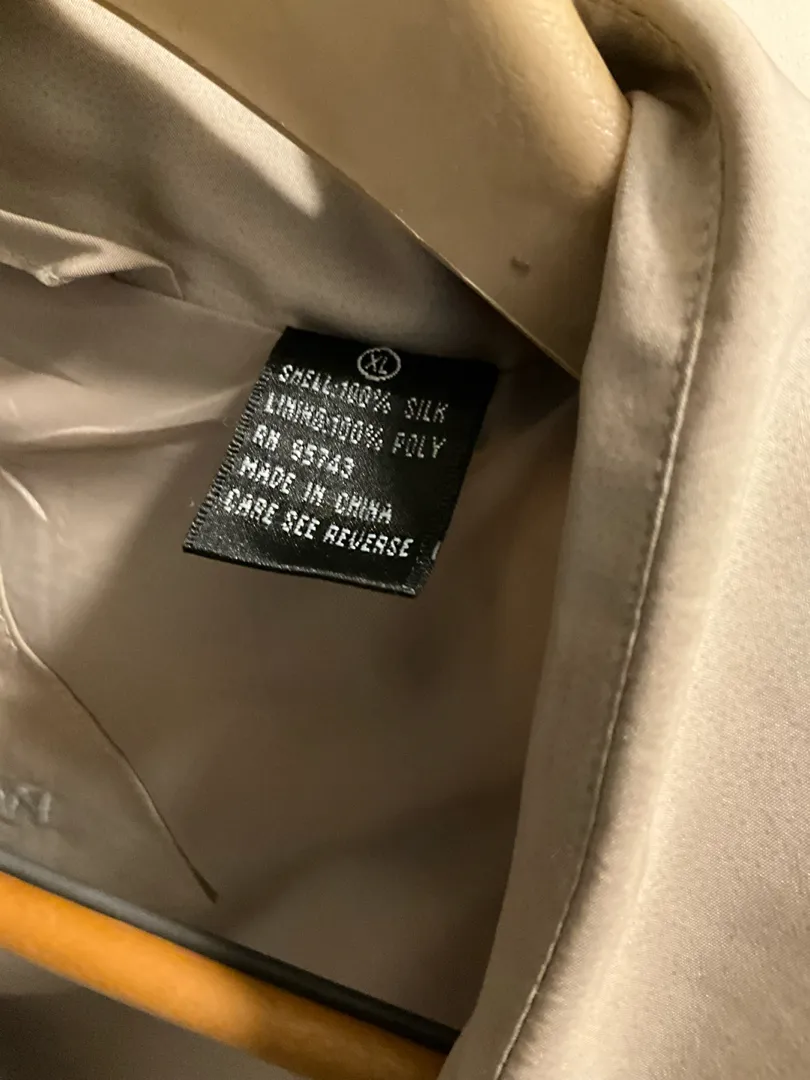 XL
SHELL:100% SILK
LINING:100% POLY
RN 95743
MADE IN CHINA
CARE SEE REVERSE